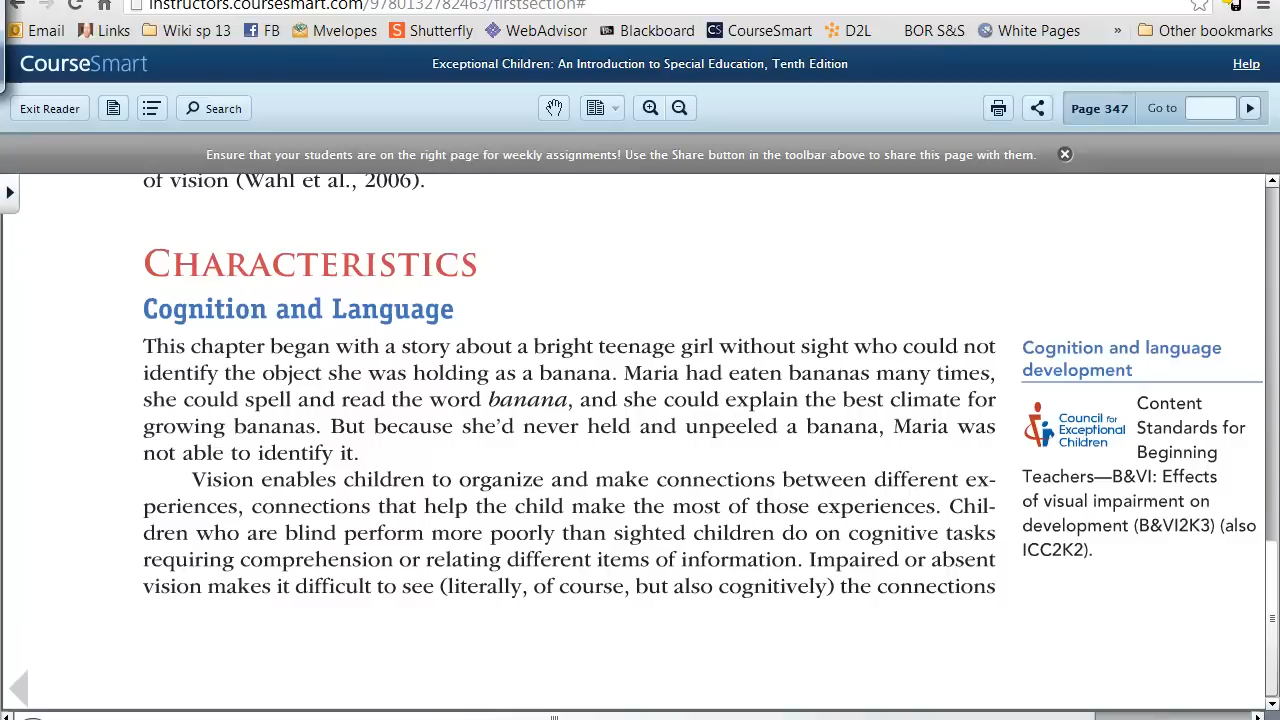 instructors.coursesmart.com/9780132782463/firstsection#
Email Links Wiki sp 13 FB Mvelopes Shutterfly WebAdvisor Blackboard CourseSmart D2L BOR S&S White Pages » Other bookmarks
CourseSmart Exceptional Children: An Introduction to Special Education, Tenth Edition Help
Exit Reader Search Page 347 Go to
Ensure that your students are on the right page for weekly assignments! Use the Share button in the toolbar above to share this page with them.
of vision (Wahl et al., 2006).
CHARACTERISTICS
Cognition and Language
This chapter began with a story about a bright teenage girl without sight who could not
identify the object she was holding as a banana. Maria had eaten bananas many times,
she could spell and read the word banana, and she could explain the best climate for
growing bananas. But because she'd never held and unpeeled a banana, Maria was
not able to identify it.
Vision enables children to organize and make connections between different ex-
periences, connections that help the child make the most of those experiences. Chil-
dren who are blind perform more poorly than sighted children do on cognitive tasks
requiring comprehension or relating different items of information. Impaired or absent
vision makes it difficult to see (literally, of course, but also cognitively) the connections
Cognition and language
development
Council for
Exceptional
Children
Content
Standards for
Beginning
Teachers—B&VI: Effects
of visual impairment on
development (B&VI2K3) (also
ICC2K2).